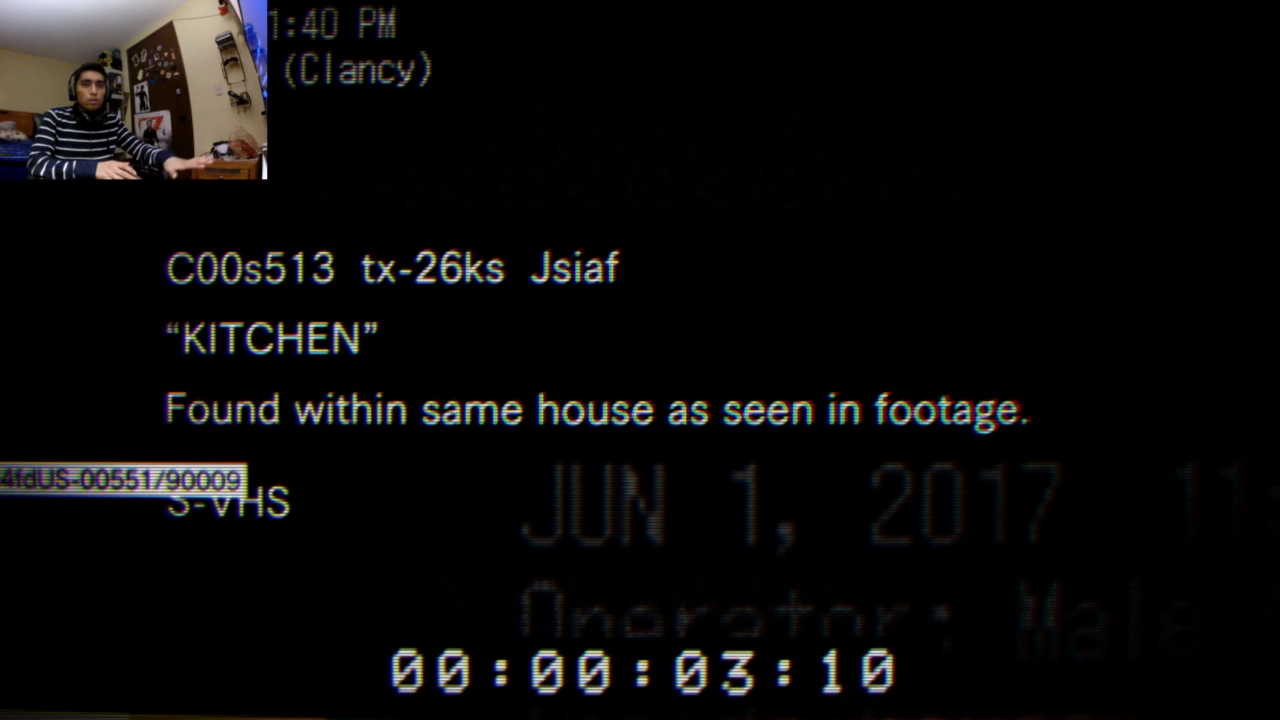 1:40 PM
(Clancy)
C00s513 tx-26ks Jsiaf
“KITCHEN”
Found within same house as seen in footage.
4fdUS-00551/90009
S-VHS
JUN 1, 2017 11:
Operator: Male
00:00:03:10